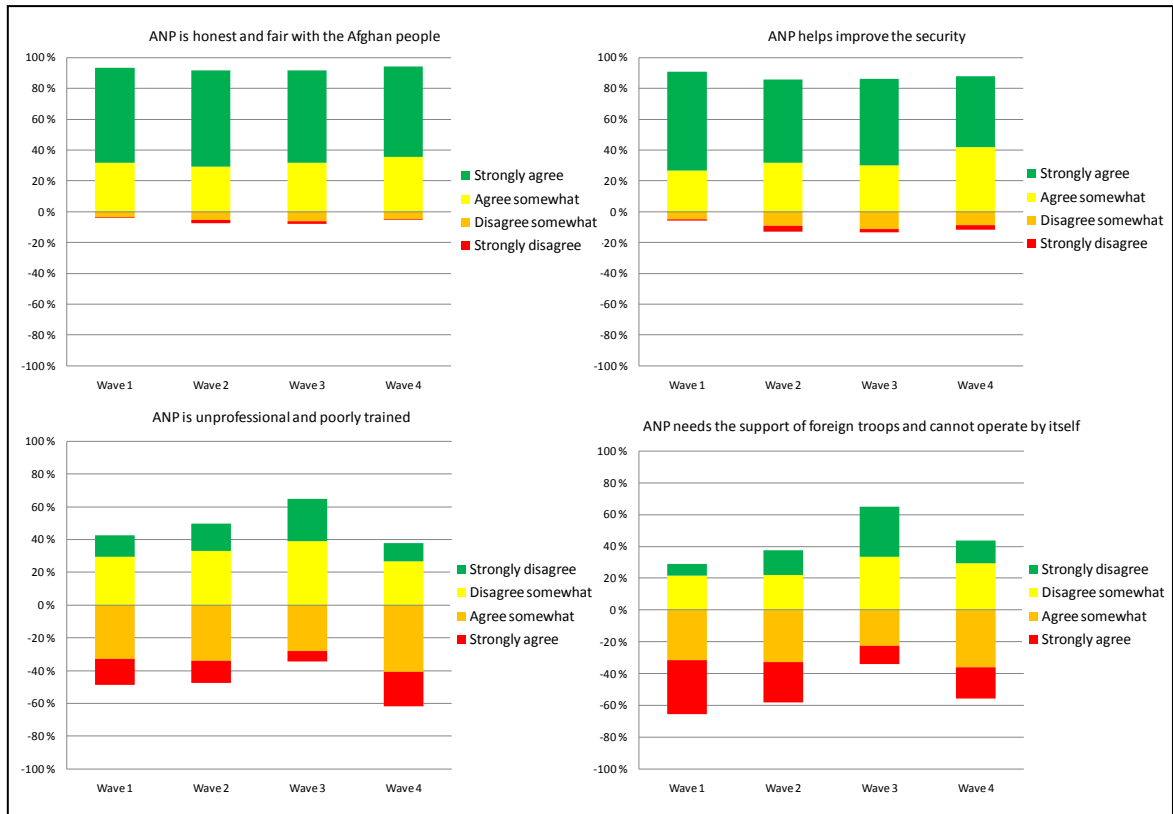 ANP is honest and fair with the Afghan people
100 %
80 %
60 %
40 %
20 %
0 %
-20 %
-40 %
-60 %
-80 %
-100 %
Wave 1
Wave 2
Wave 3
Wave 4
Strongly agree
Agree somewhat
Disagree somewhat
Strongly disagree
ANP helps improve the security
100 %
80 %
60 %
40 %
20 %
0 %
-20 %
-40 %
-60 %
-80 %
-100 %
Wave 1
Wave 2
Wave 3
Wave 4
Strongly agree
Agree somewhat
Disagree somewhat
Strongly disagree
ANP is unprofessional and poorly trained
100 %
80 %
60 %
40 %
20 %
0 %
-20 %
-40 %
-60 %
-80 %
-100 %
Wave 1
Wave 2
Wave 3
Wave 4
Strongly disagree
Disagree somewhat
Agree somewhat
Strongly agree
ANP needs the support of foreign troops and cannot operate by itself
100 %
80 %
60 %
40 %
20 %
0 %
-20 %
-40 %
-60 %
-80 %
-100 %
Wave 1
Wave 2
Wave 3
Wave 4
Strongly disagree
Disagree somewhat
Agree somewhat
Strongly agree